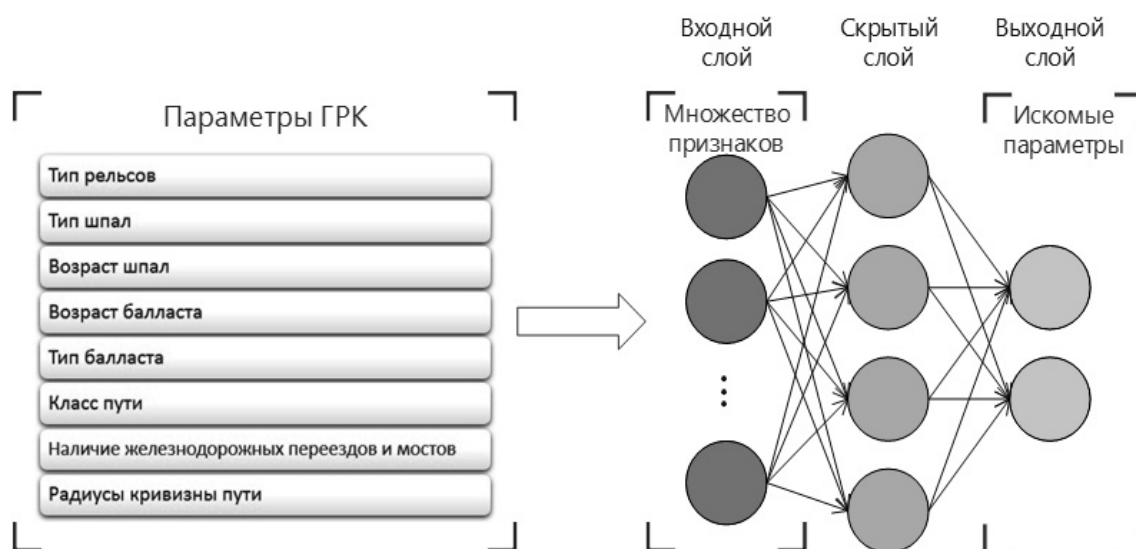 Параметры ГРК
Тип рельсов
Тип шпал
Возраст шпал
Возраст балласта
Тип балласта
Класс пути
Наличие железнодорожных переездов и мостов
Радиусы кривизны пути
Входной
слой
Множество
признаков
Скрытый
слой
Выходной
слой
Искомые
параметры